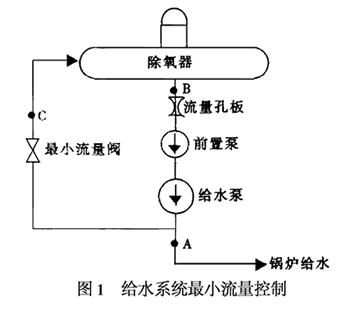 除氧器
B
流量孔板
C
前置泵
最小流量阀
给水泵
A
锅炉给水
图1 给水系统最小流量控制